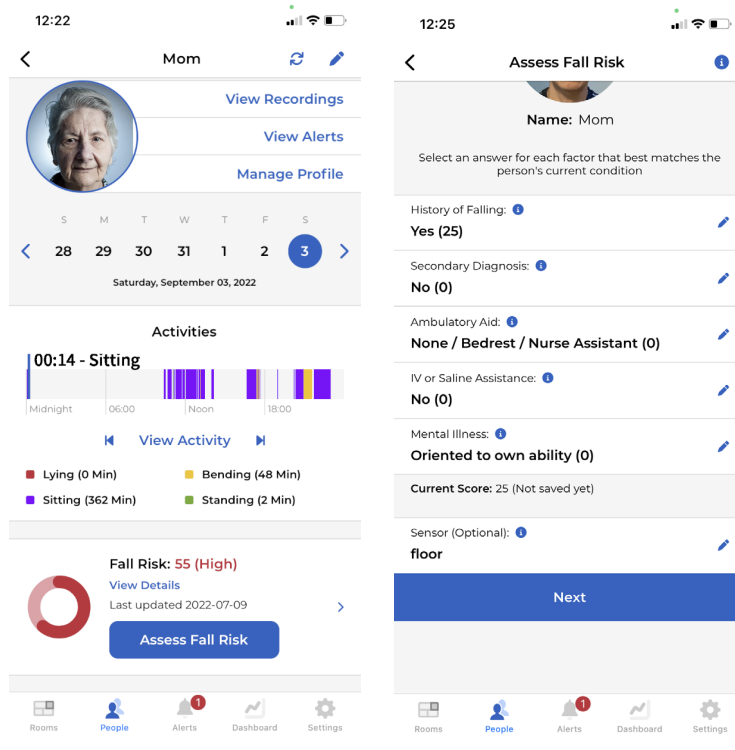 12:22
Mom
View Recordings
View Alerts
Manage Profile
S M T W T F S
28 29 30 31 1 2 3
Saturday, September 03, 2022
Activities
00:14 - Sitting
Midnight 06:00 Noon 18:00
View Activity
Lying (0 Min) Bending (48 Min)
Sitting (362 Min) Standing (2 Min)
Fall Risk: 55 (High)
View Details
Last updated 2022-07-09
Assess Fall Risk
1
Rooms People Alerts Dashboard Settings
12:25
Assess Fall Risk
Name: Mom
Select an answer for each factor that best matches the
person's current condition
History of Falling:
Yes (25)
Secondary Diagnosis:
No (0)
Ambulatory Aid:
None / Bedrest / Nurse Assistant (0)
IV or Saline Assistance:
No (0)
Mental Illness:
Oriented to own ability (0)
Current Score: 25 (Not saved yet)
Sensor (Optional):
floor
Next
1
Rooms People Alerts Dashboard Settings